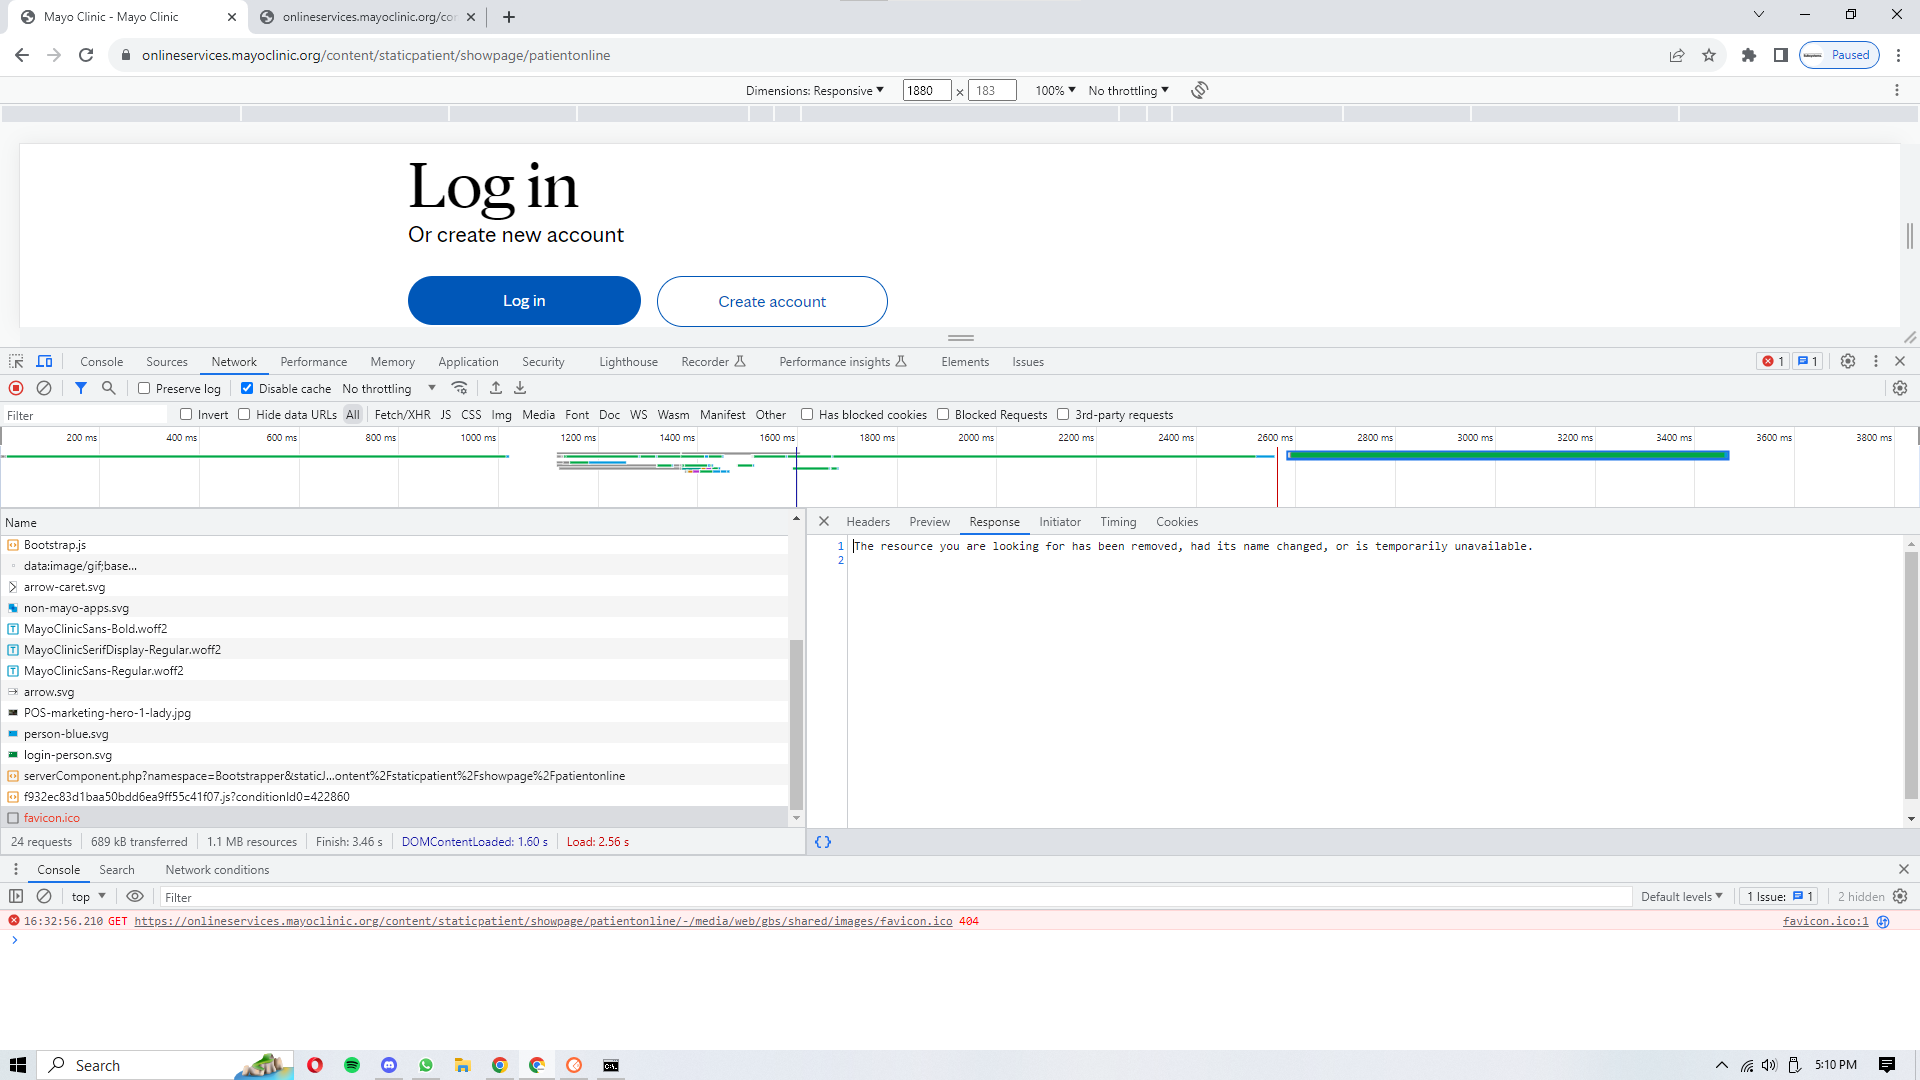 Mayo Clinic - Mayo Clinic
onlineservices.mayoclinic.org/cor
onlineservices.mayoclinic.org/content/staticpatient/showpage/patientonline
Paused
Dimensions: Responsive 1880 × 183 100% No throttling
Log in
Or create new account
Log in Create account
Console Sources Network Performance Memory Application Security Lighthouse Recorder Performance insights Elements Issues 1 1
Preserve log Disable cache No throttling
Filter Invert Hide data URLs All Fetch/XHR JS CSS Img Media Font Doc WS Wasm Manifest Other Has blocked cookies Blocked Requests 3rd-party requests
200 ms 400 ms 600 ms 800 ms 1000 ms 1200 ms 1400 ms 1600 ms 1800 ms 2000 ms 2200 ms 2400 ms 2600 ms 2800 ms 3000 ms 3200 ms 3400 ms 3600 ms 3800 ms
Name
Bootstrap.js
data:image/gif;base...
arrow-caret.svg
non-mayo-apps.svg
MayoClinicSans-Bold.woff2
MayoClinicSerifDisplay-Regular.woff2
MayoClinicSans-Regular.woff2
arrow.svg
POS-marketing-hero-1-lady.jpg
person-blue.svg
login-person.svg
serverComponent.php?namespace=Bootstrapper&staticJ...ontent%2Fstaticpatient%2Fshowpage%2Fpatientonline
f932ec83d1baa50bdd6ea9ff55c41f07.js?conditionId0=422860
favicon.ico
24 requests 689 kB transferred 1.1 MB resources Finish: 3.46 s DOMContentLoaded: 1.60 s Load: 2.56 s
Headers Preview Response Initiator Timing Cookies
1 The resource you are looking for has been removed, had its name changed, or is temporarily unavailable.
2
{}
Console Search Network conditions
top Filter Default levels 1 Issue: 1 2 hidden
16:32:56.210 GET https://onlineservices.mayoclinic.org/content/staticpatient/showpage/patientonline/-/media/web/gbs/shared/images/favicon.ico 404 favicon.ico:1
Search
5:10 PM